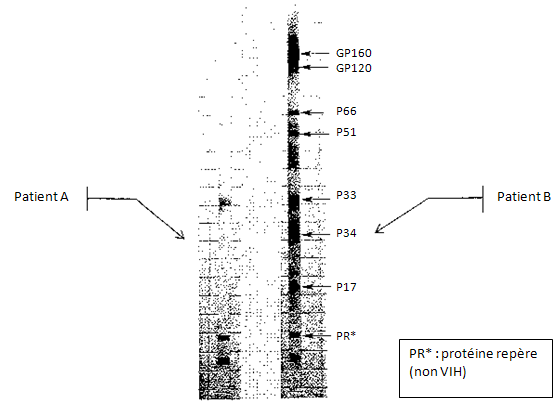 GP160
GP120
P66
P51
Patient A
P33
Patient B
P34
P17
PR*
PR* : protéine repère
(non VIH)